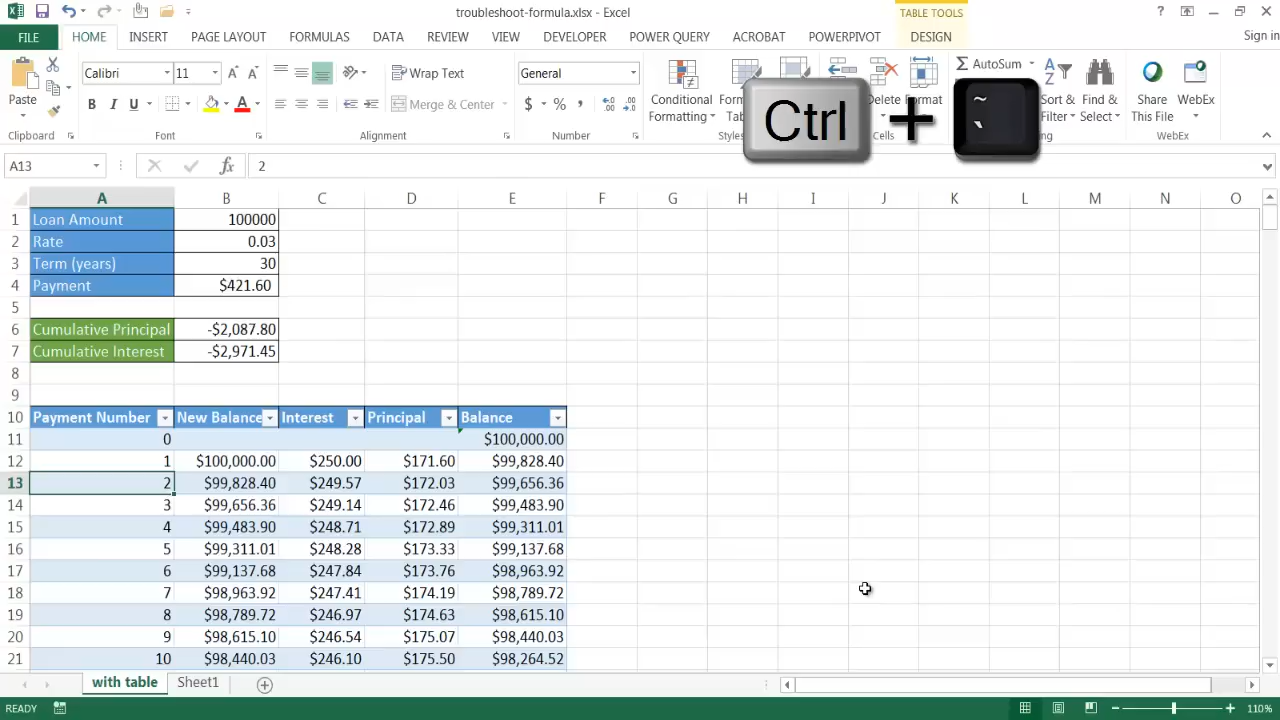 troubleshoot-formula.xlsx - Excel
TABLE TOOLS
?
FILE HOME INSERT PAGE LAYOUT FORMULAS DATA REVIEW VIEW DEVELOPER POWER QUERY ACROBAT POWERPIVOT DESIGN Sign in
Paste
Clipboard
Calibri 11
B I U A
Font
Wrap Text
Merge & Center
Alignment
General
$ % ,
Number
Conditional
Formatting
Styles
Delete Format
Cells
AutoSum
Sort &
Filter
Find &
Select
Share
This File
WebEx
WebEx
Ctrl + ~ `
A13 fx 2
A B C D E F G H I J K L M N O
1 Loan Amount 100000
2 Rate 0.03
3 Term (years) 30
4 Payment $421.60
5
6 Cumulative Principal -$2,087.80
7 Cumulative Interest -$2,971.45
8
9
10 Payment Number New Balance Interest Principal Balance
11 0 $100,000.00
12 1 $100,000.00 $250.00 $171.60 $99,828.40
13 2 $99,828.40 $249.57 $172.03 $99,656.36
14 3 $99,656.36 $249.14 $172.46 $99,483.90
15 4 $99,483.90 $248.71 $172.89 $99,311.01
16 5 $99,311.01 $248.28 $173.33 $99,137.68
17 6 $99,137.68 $247.84 $173.76 $98,963.92
18 7 $98,963.92 $247.41 $174.19 $98,789.72
19 8 $98,789.72 $246.97 $174.63 $98,615.10
20 9 $98,615.10 $246.54 $175.07 $98,440.03
21 10 $98,440.03 $246.10 $175.50 $98,264.52
with table Sheet1
READY 110%